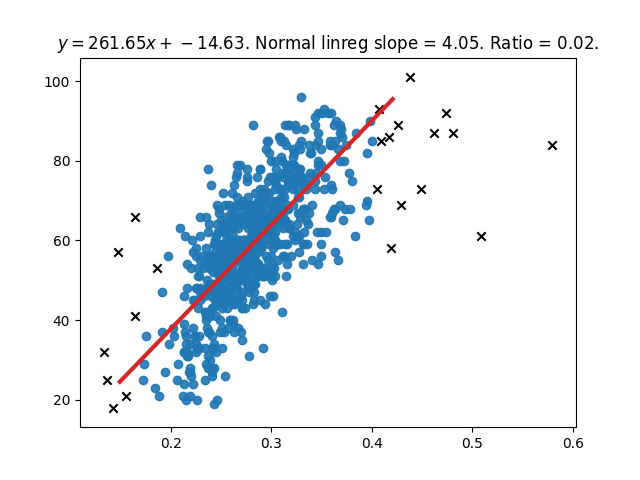 y = 261.65x + −14.63. Normal linreg slope = 4.05. Ratio = 0.02.
100
80
60
40
20
0.2 0.3 0.4 0.5 0.6